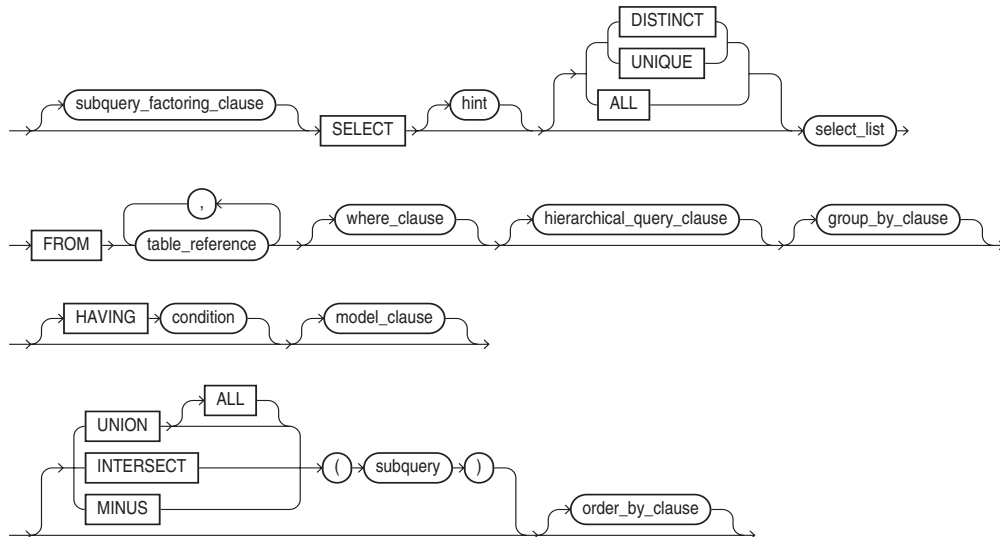 DISTINCT
UNIQUE
subquery_factoring_clause hint ALL
SELECT select_list
,
where_clause hierarchical_query_clause group_by_clause
FROM table_reference
HAVING condition model_clause
ALL
UNION
INTERSECT ( subquery )
MINUS order_by_clause